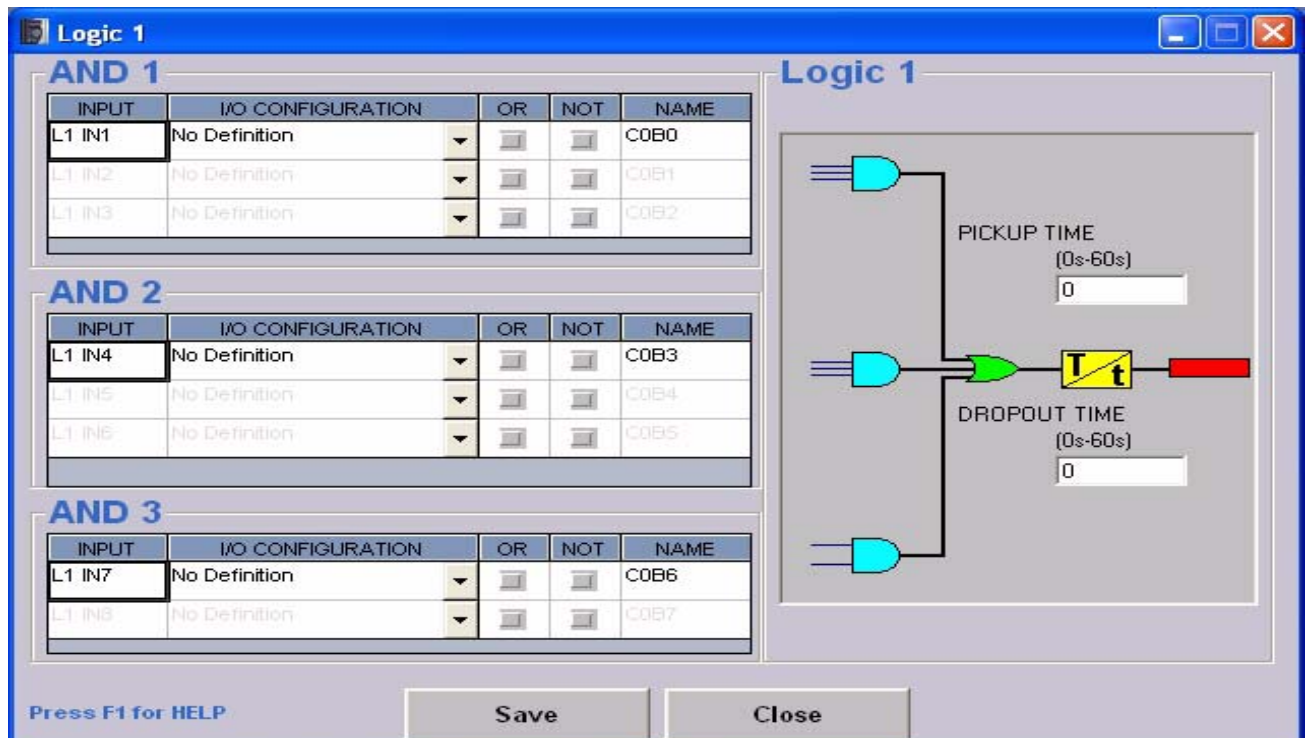 Logic 1
AND 1
INPUT I/O CONFIGURATION OR NOT NAME
L1 IN1 No Definition C0B0
L1 IN2 No Definition C0B1
L1 IN3 No Definition C0B2
AND 2
INPUT I/O CONFIGURATION OR NOT NAME
L1 IN4 No Definition C0B3
L1 IN5 No Definition C0B4
L1 IN6 No Definition C0B5
AND 3
INPUT I/O CONFIGURATION OR NOT NAME
L1 IN7 No Definition C0B6
L1 IN8 No Definition C0B7
Logic 1
PICKUP TIME
(0s-60s)
0
T/t
DROPOUT TIME
(0s-60s)
0
Press F1 for HELP
Save
Close